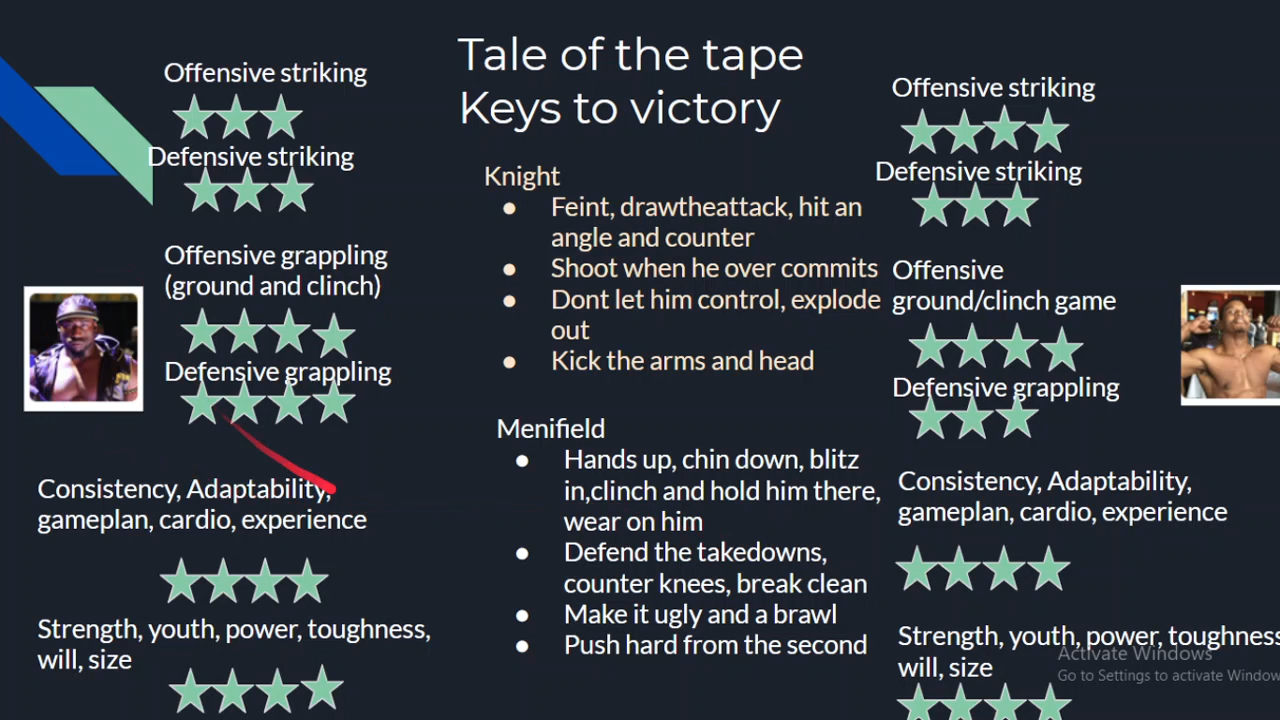 Tale of the tape
Keys to victory
Offensive striking
Defensive striking
Offensive grappling
(ground and clinch)
Defensive grappling
Consistency, Adaptability,
gameplan, cardio, experience
Strength, youth, power, toughness,
will, size
Knight
● Feint, drawtheattack, hit an
angle and counter
● Shoot when he over commits
● Dont let him control, explode
out
● Kick the arms and head
Menifield
● Hands up, chin down, blitz
in,clinch and hold him there,
wear on him
● Defend the takedowns,
counter knees, break clean
● Make it ugly and a brawl
● Push hard from the second
Offensive striking
Defensive striking
Offensive
ground/clinch game
Defensive grappling
Consistency, Adaptability,
gameplan, cardio, experience
Strength, youth, power, toughness
will, size
Activate Windows
Go to Settings to activate Window